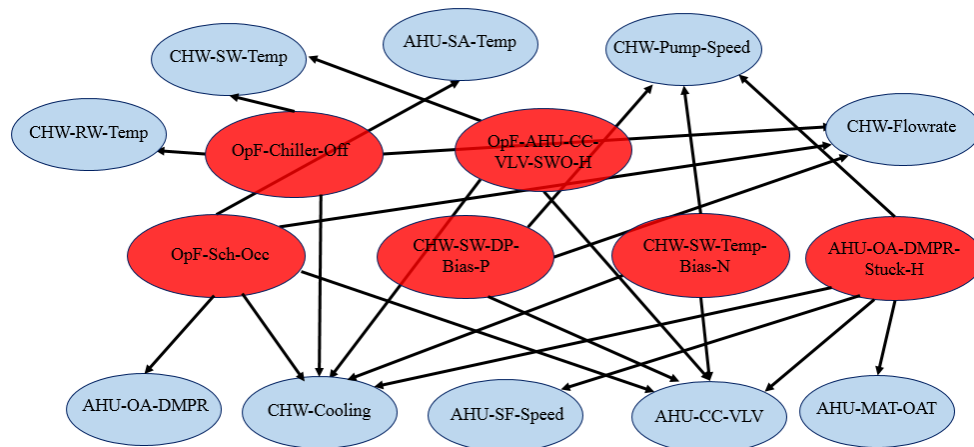 AHU-SA-Temp
CHW-SW-Temp
CHW-Pump-Speed
CHW-RW-Temp
CHW-Flowrate
OpF-Chiller-Off
OpF-AHU-CC-
VLV-SWO-H
OpF-Sch-Occ
CHW-SW-DP-
Bias-P
CHW-SW-Temp-
Bias-N
AHU-OA-DMPR-
Stuck-H
AHU-OA-DMPR
CHW-Cooling
AHU-SF-Speed
AHU-CC-VLV
AHU-MAT-OAT